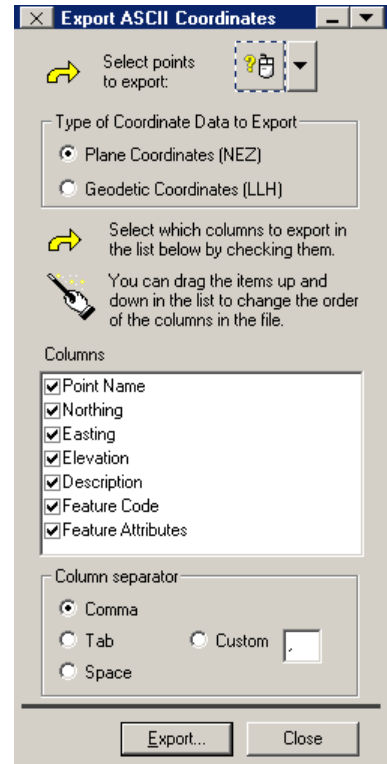 Export ASCII Coordinates
Select points
to export:
Type of Coordinate Data to Export
Plane Coordinates (NEZ)
Geodetic Coordinates (LLH)
Select which columns to export in
the list below by checking them.
You can drag the items up and
down in the list to change the order
of the columns in the file.
Columns
Point Name
Northing
Easting
Elevation
Description
Feature Code
Feature Attributes
Column separator
Comma
Tab
Custom ,
Space
Export...
Close